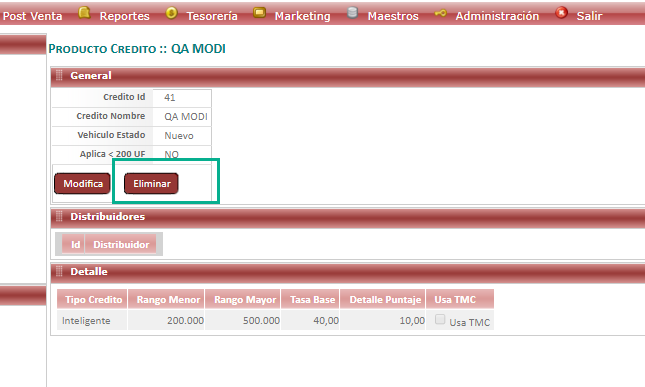 Post Venta Reportes Tesorería Marketing Maestros Administración Salir
Producto Credito :: QA MODI
General
Credito Id 41
Credito Nombre QA MODI
Vehiculo Estado Nuevo
Aplica < 200 UF NO
Modifica Eliminar
Distribuidores
Id Distribuidor
Detalle
Tipo Credito Rango Menor Rango Mayor Tasa Base Detalle Puntaje Usa TMC
Inteligente 200.000 500.000 40,00 10,00 Usa TMC